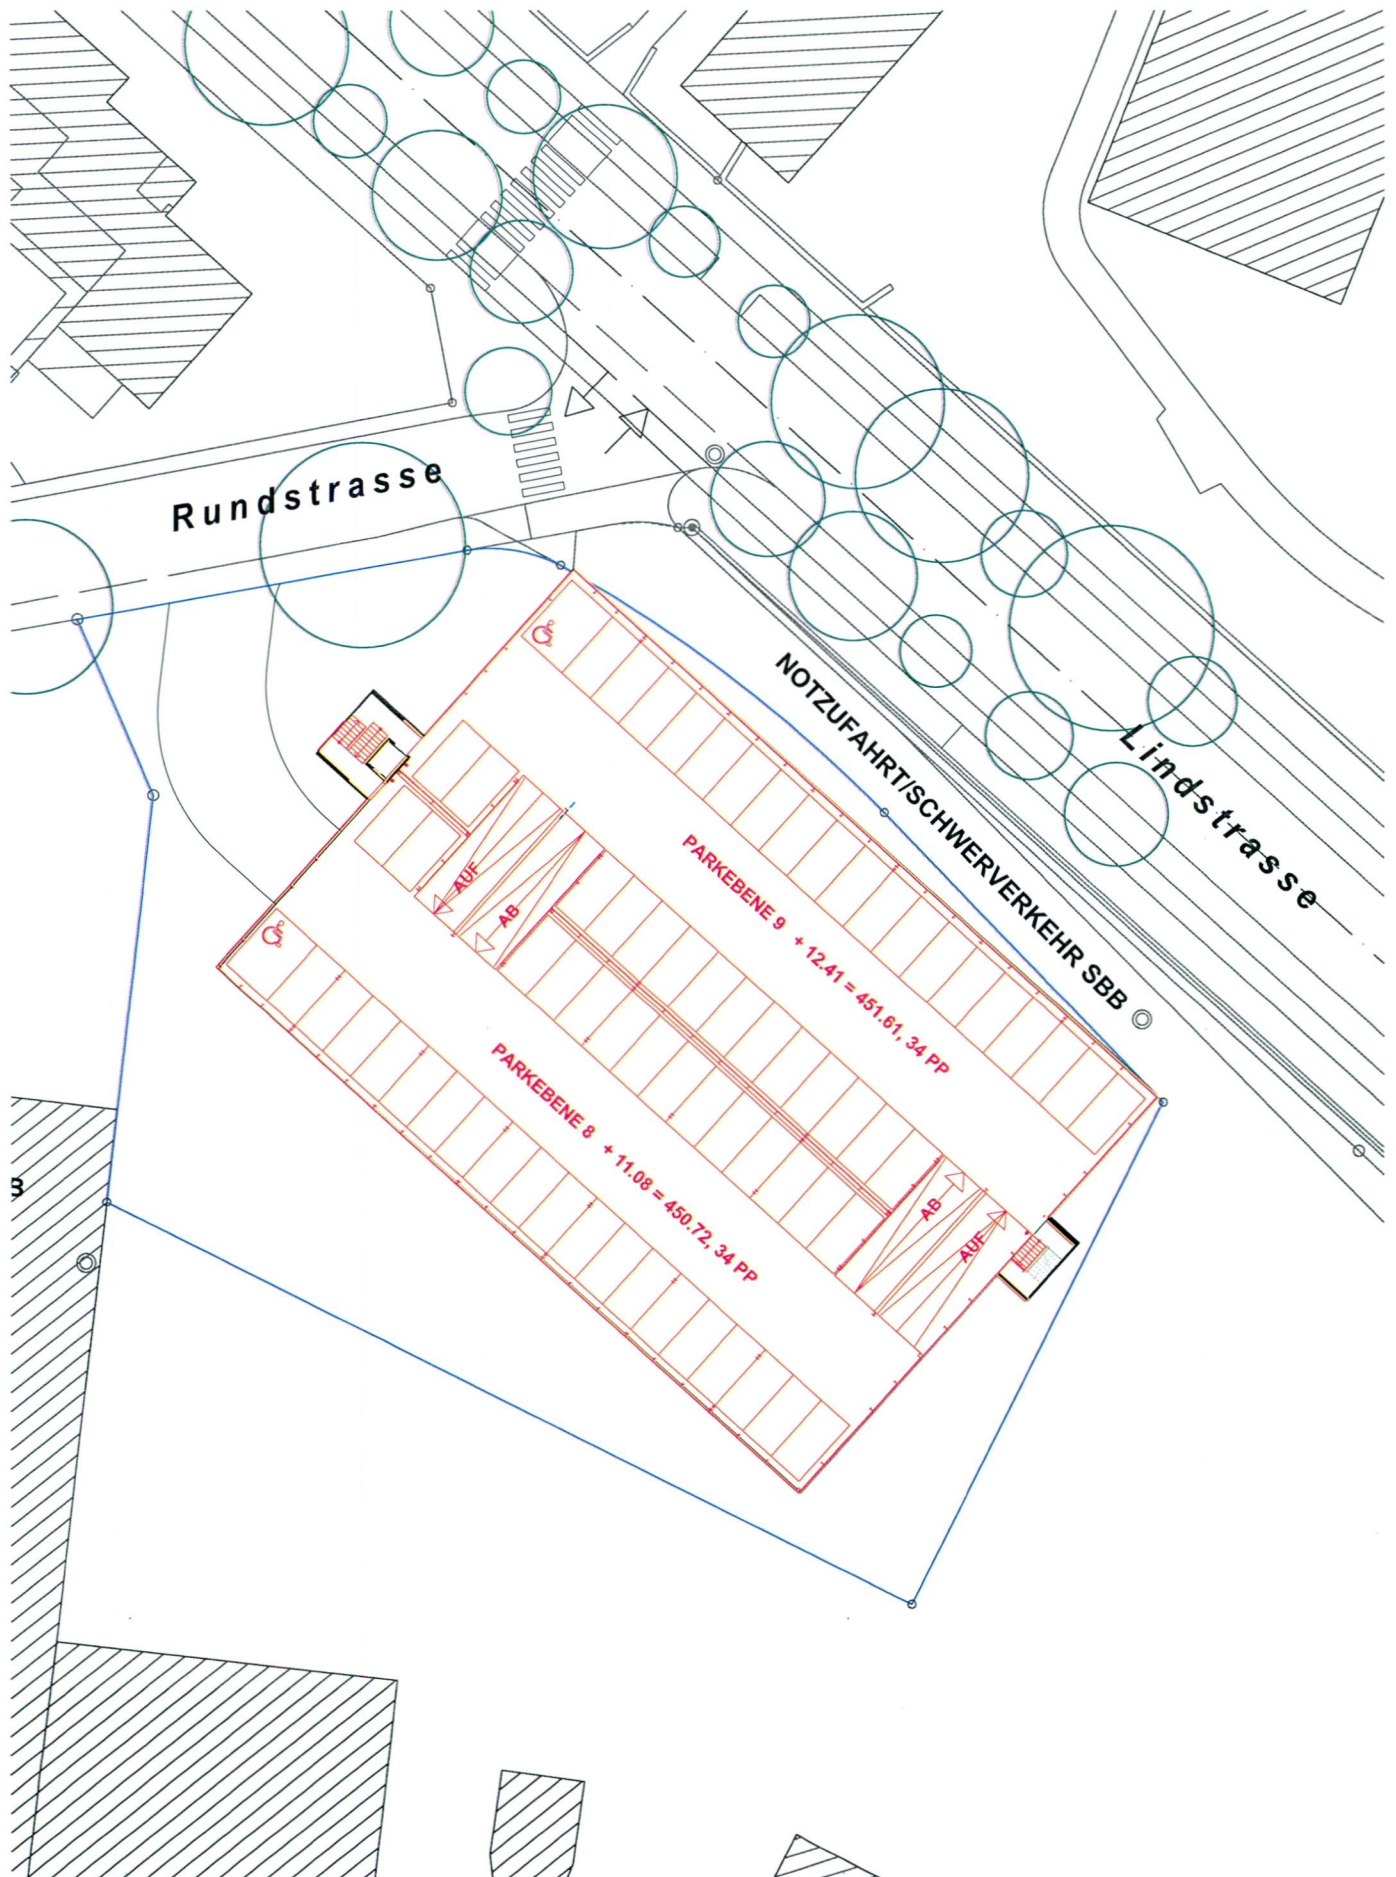 Rundstrasse
NOTZUFAHRT/SCHWERVERKEHR SBB
Lindstrasse
AUF
AB
PARKEBENE 9 + 12.41 = 451.61, 34 PP
PARKEBENE 8 + 11.08 = 450.72, 34 PP
AB
AUF
B